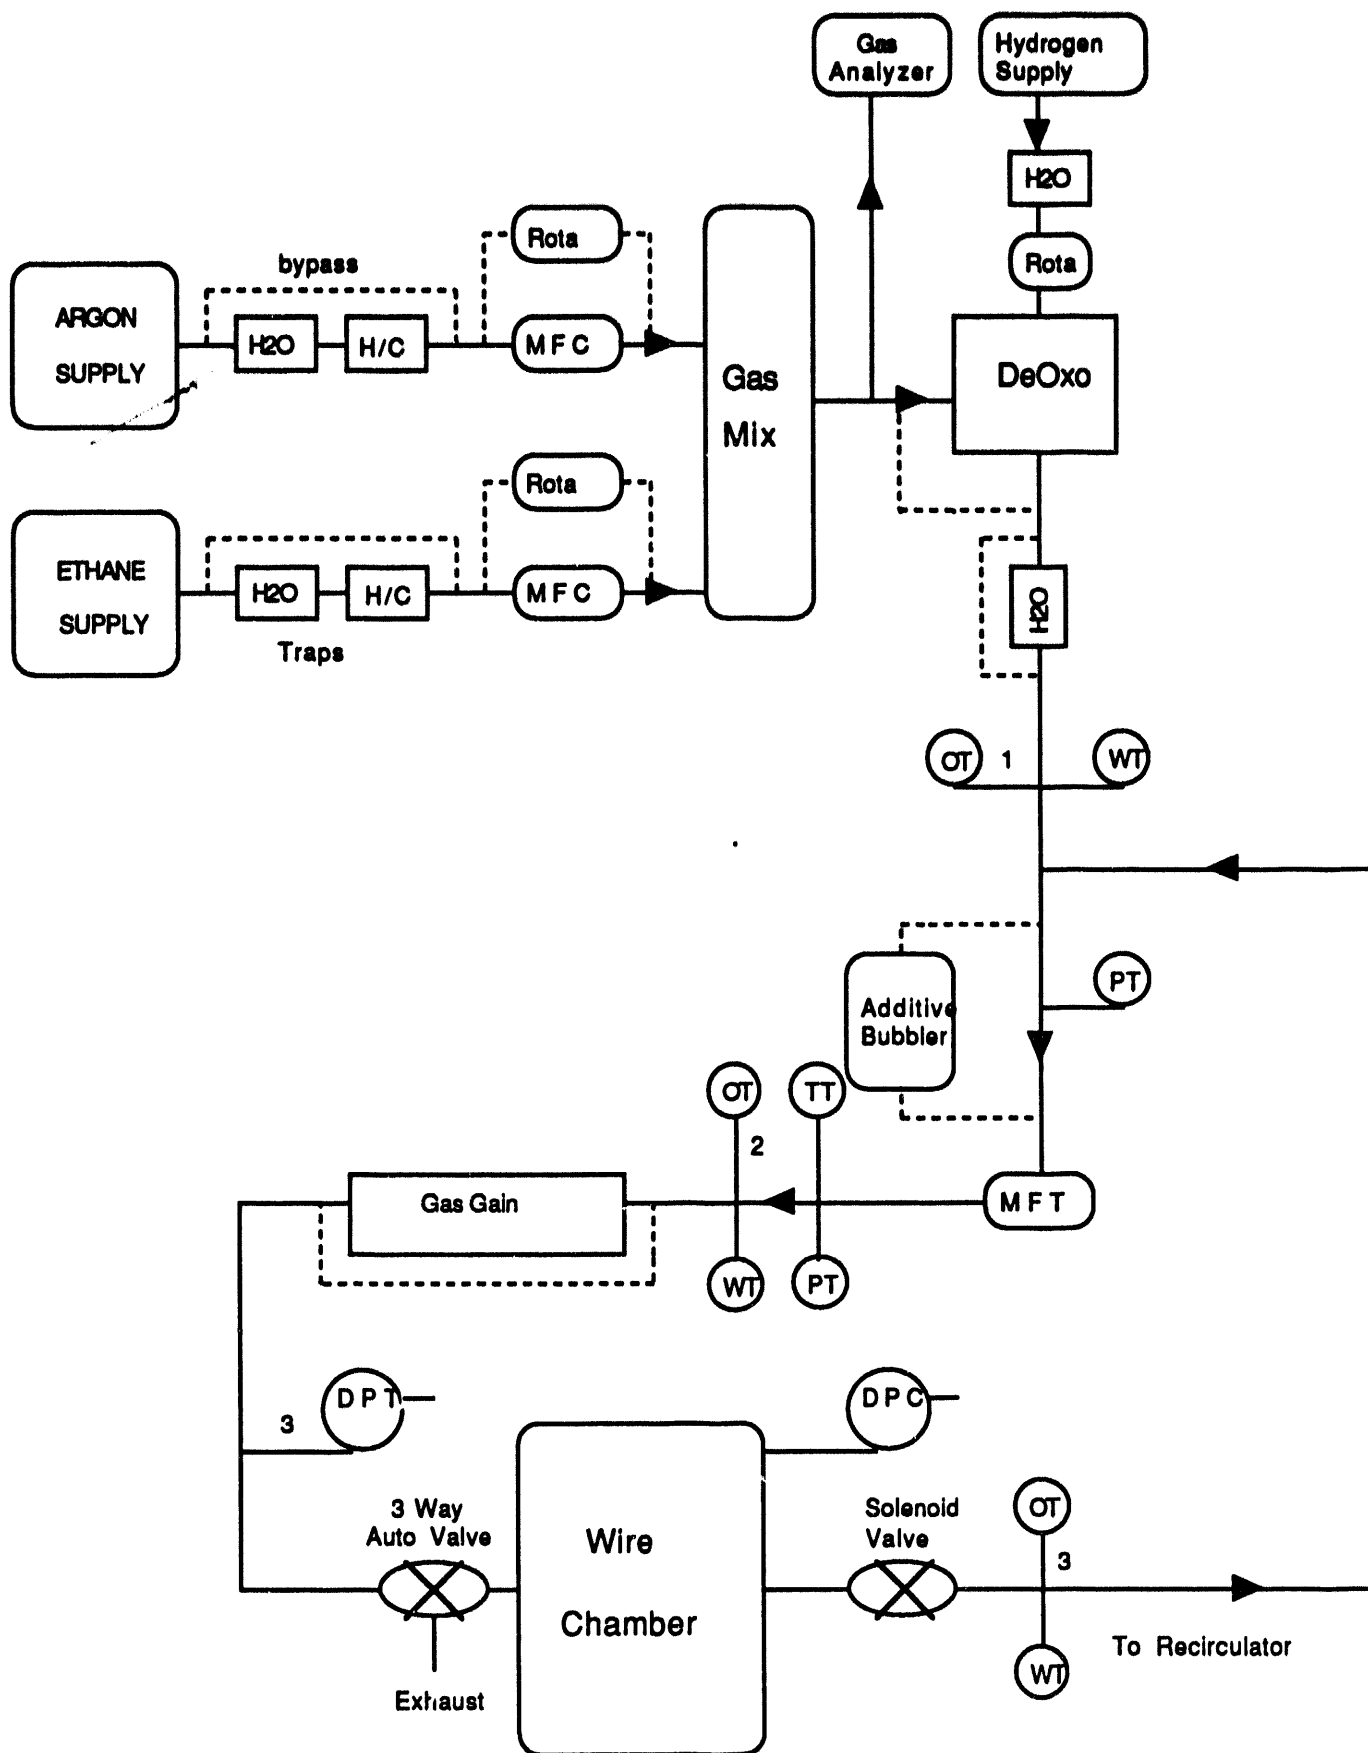 Gas
Analyzer
Hydrogen
Supply
H2O
Rota
Rota
bypass
ARGON
SUPPLY
H2O
H/C
MFC
Gas
Mix
DeOxo
Rota
ETHANE
SUPPLY
H2O
H/C
MFC
H2O
Traps
OT
1
WT
PT
Additive
Bubbler
OT
TT
2
Gas Gain
MFT
WT
PT
DPT
DPC
3
3 Way
Auto Valve
Solenoid
Valve
OT
Wire
Chamber
3
To Recirculator
WT
Exhaust